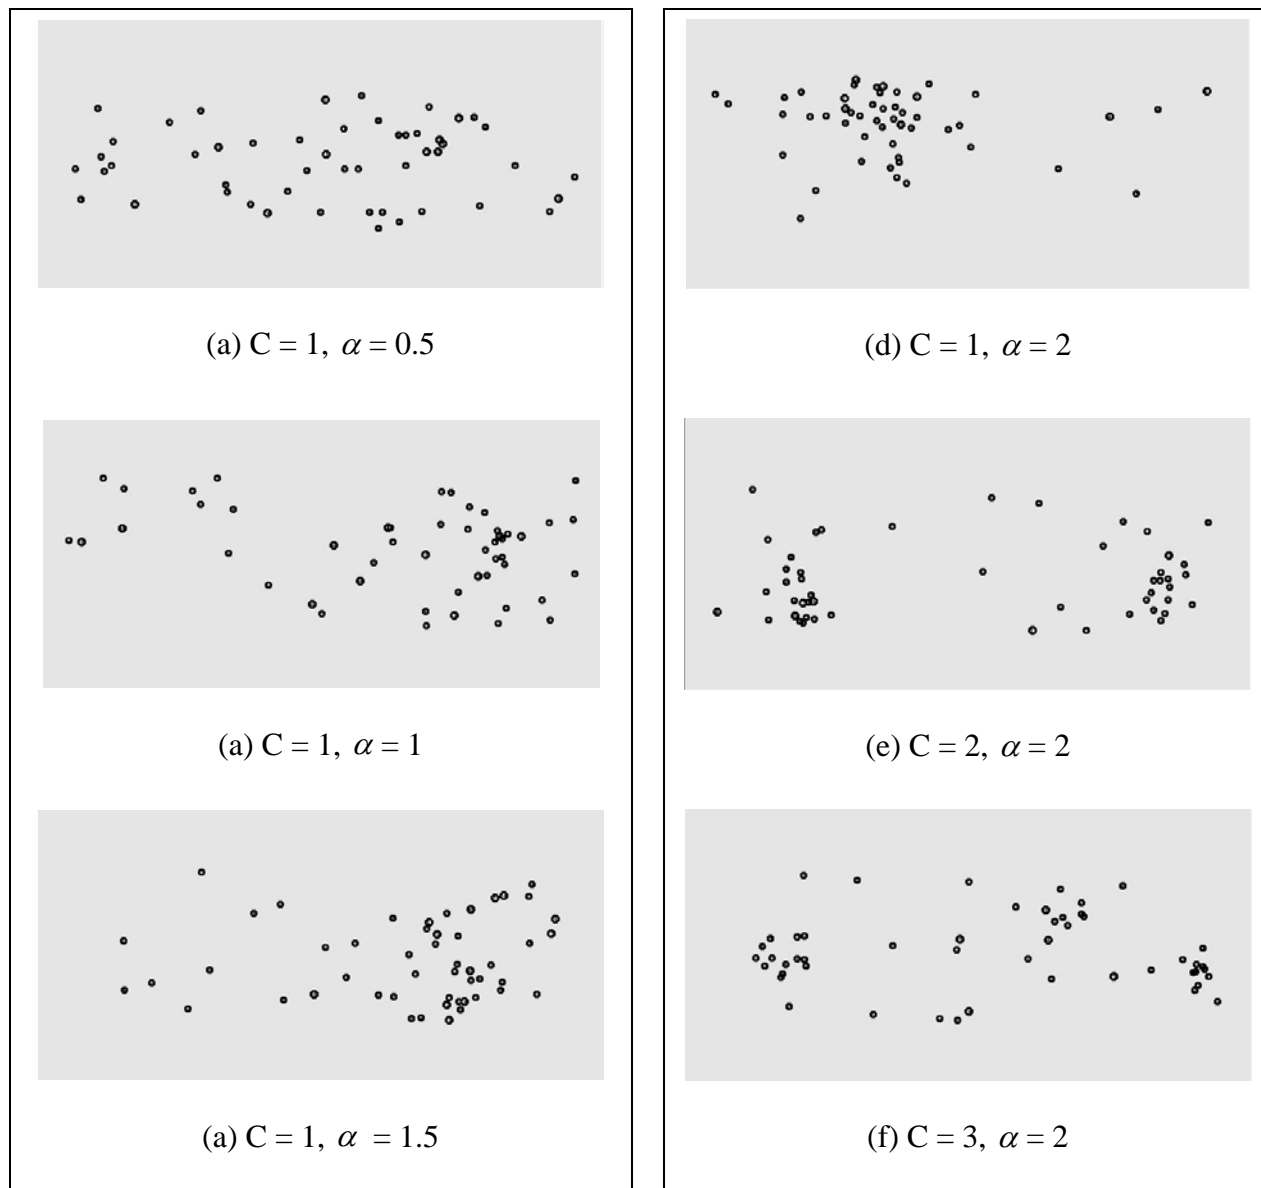 (a) C = 1, α = 0.5
(a) C = 1, α = 1
(a) C = 1, α = 1.5
(d) C = 1, α = 2
(e) C = 2, α = 2
(f) C = 3, α = 2